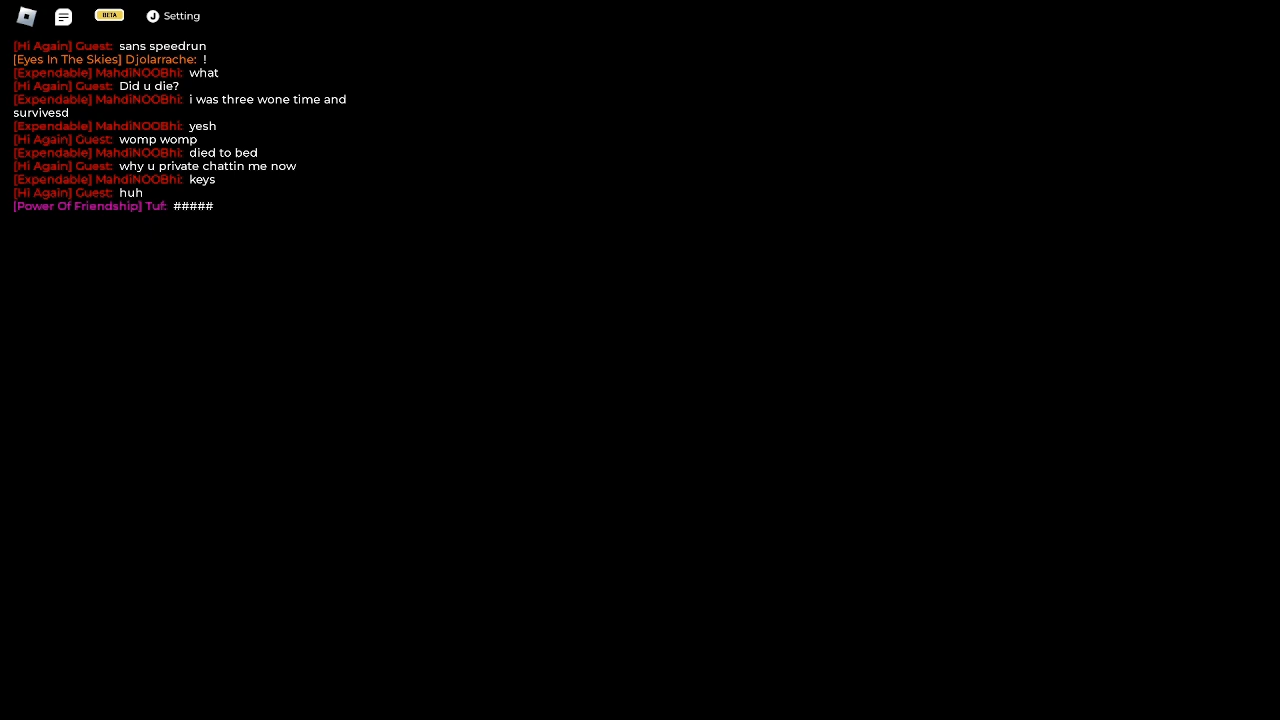 BETA
J Setting
[Hi Again] Guest: sans speedrun
[Eyes In The Skies] Djolarrache: !
[Expendable] MahdiNOOBhi: what
[Hi Again] Guest: Did u die?
[Expendable] MahdiNOOBhi: i was three wone time and
survivesd
[Expendable] MahdiNOOBhi: yesh
[Hi Again] Guest: womp womp
[Expendable] MahdiNOOBhi: died to bed
[Hi Again] Guest: why u private chattin me now
[Expendable] MahdiNOOBhi: keys
[Hi Again] Guest: huh
[Power Of Friendship] Tuf: #####